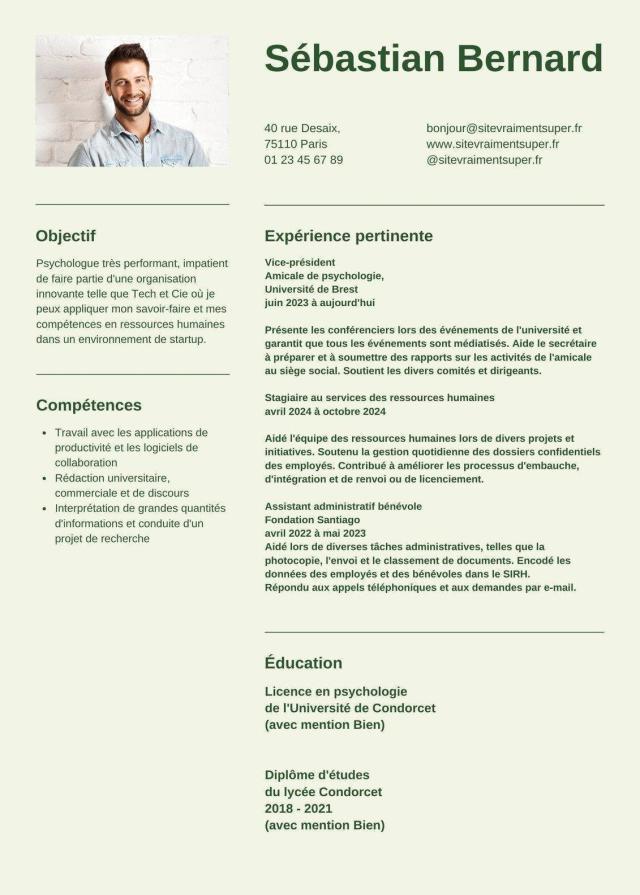 Sébastian Bernard
40 rue Desaix,
75110 Paris
01 23 45 67 89
bonjour@sitevraimentsuper.fr
www.sitevraimentsuper.fr
@sitevraimentsuper.fr
Objectif
Psychologue très performant, impatient
de faire partie d'une organisation
innovante telle que Tech et Cie où je
peux appliquer mon savoir-faire et mes
compétences en ressources humaines
dans un environnement de startup.
Compétences
• Travail avec les applications de
productivité et les logiciels de
collaboration
• Rédaction universitaire,
commerciale et de discours
• Interprétation de grandes quantités
d'informations et conduite d'un
projet de recherche
Expérience pertinente
Vice-président
Amicale de psychologie,
Université de Brest
juin 2023 à aujourd'hui
Présente les conférenciers lors des événements de l'université et
garantit que tous les événements sont médiatisés. Aide le secrétaire
à préparer et à soumettre des rapports sur les activités de l'amicale
au siège social. Soutient les divers comités et dirigeants.
Stagiaire au services des ressources humaines
avril 2024 à octobre 2024
Aidé l'équipe des ressources humaines lors de divers projets et
initiatives. Soutenu la gestion quotidienne des dossiers confidentiels
des employés. Contribué à améliorer les processus d'embauche,
d'intégration et de renvoi ou de licenciement.
Assistant administratif bénévole
Fondation Santiago
avril 2022 à mai 2023
Aidé lors de diverses tâches administratives, telles que la
photocopie, l'envoi et le classement de documents. Encodé les
données des employés et des bénévoles dans le SIRH.
Répondu aux appels téléphoniques et aux demandes par e-mail.
Éducation
Licence en psychologie
de l'Université de Condorcet
(avec mention Bien)
Diplôme d'études
du lycée Condorcet
2018 - 2021
(avec mention Bien)